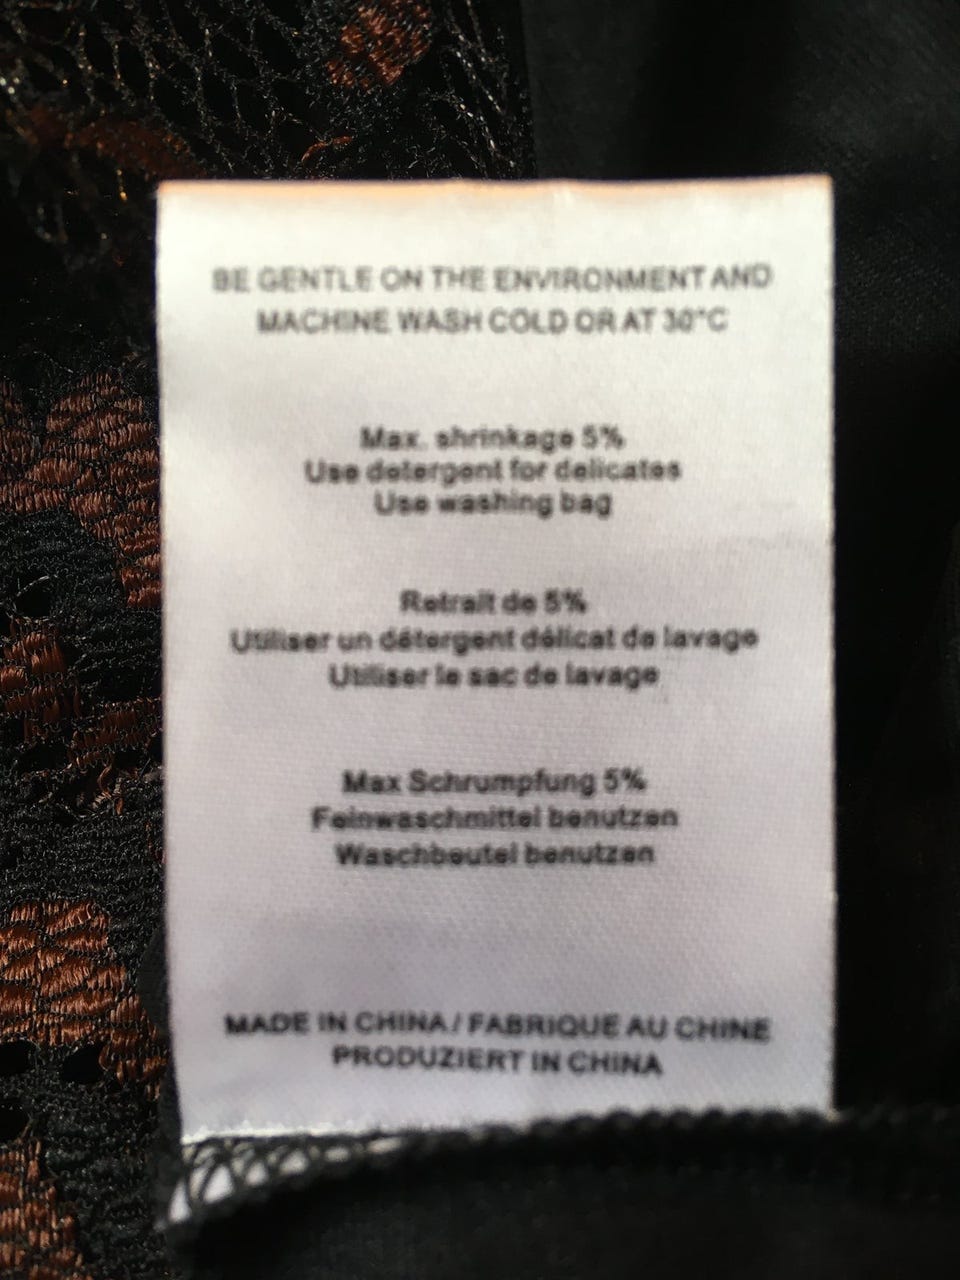 BE GENTLE ON THE ENVIRONMENT AND
MACHINE WASH COLD OR AT 30°C
Max. shrinkage 5%
Use detergent for delicates
Use washing bag
Retrait de 5%
Utiliser un détergent délicat de lavage
Utiliser le sac de lavage
Max Schrumpfung 5%
Feinwaschmittel benutzen
Waschbeutel benutzen
MADE IN CHINA / FABRIQUE AU CHINE
PRODUZIERT IN CHINA